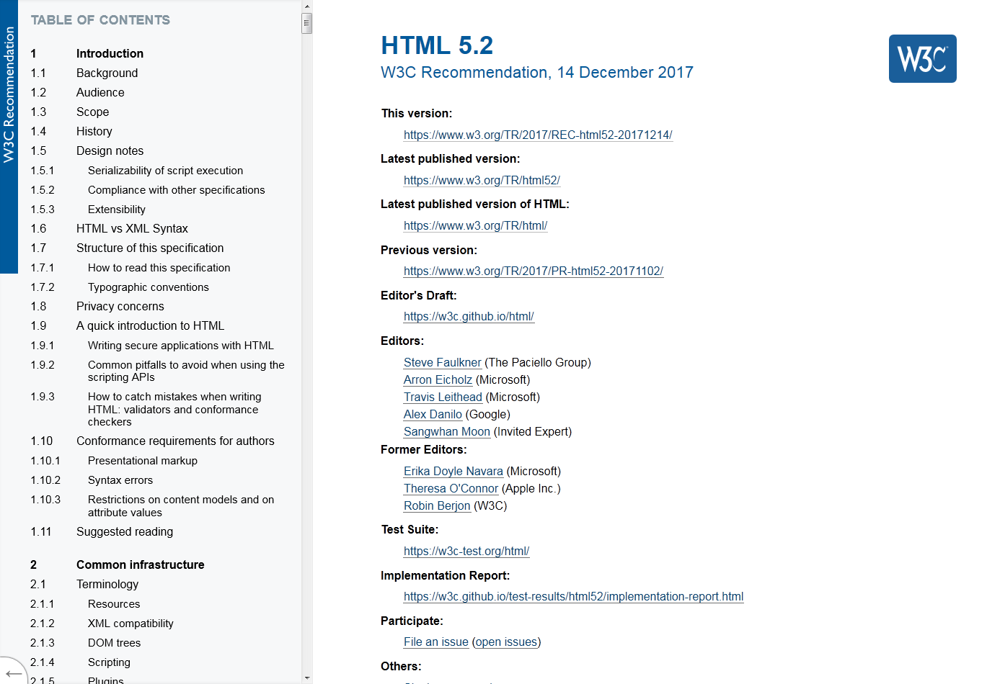 W3C Recommendation
TABLE OF CONTENTS
1 Introduction
1.1 Background
1.2 Audience
1.3 Scope
1.4 History
1.5 Design notes
1.5.1 Serializability of script execution
1.5.2 Compliance with other specifications
1.5.3 Extensibility
1.6 HTML vs XML Syntax
1.7 Structure of this specification
1.7.1 How to read this specification
1.7.2 Typographic conventions
1.8 Privacy concerns
1.9 A quick introduction to HTML
1.9.1 Writing secure applications with HTML
1.9.2 Common pitfalls to avoid when using the
scripting APIs
1.9.3 How to catch mistakes when writing
HTML: validators and conformance
checkers
1.10 Conformance requirements for authors
1.10.1 Presentational markup
1.10.2 Syntax errors
1.10.3 Restrictions on content models and on
attribute values
1.11 Suggested reading
2 Common infrastructure
2.1 Terminology
2.1.1 Resources
2.1.2 XML compatibility
2.1.3 DOM trees
2.1.4 Scripting
2.1.5 Plugins
HTML 5.2
W3C Recommendation, 14 December 2017
W3C
This version:
https://www.w3.org/TR/2017/REC-html52-20171214/
Latest published version:
https://www.w3.org/TR/html52/
Latest published version of HTML:
https://www.w3.org/TR/html/
Previous version:
https://www.w3.org/TR/2017/PR-html52-20171102/
Editor's Draft:
https://w3c.github.io/html/
Editors:
Steve Faulkner (The Paciello Group)
Arron Eicholz (Microsoft)
Travis Leithead (Microsoft)
Alex Danilo (Google)
Sangwhan Moon (Invited Expert)
Former Editors:
Erika Doyle Navara (Microsoft)
Theresa O'Connor (Apple Inc.)
Robin Berjon (W3C)
Test Suite:
https://w3c-test.org/html/
Implementation Report:
https://w3c.github.io/test-results/html52/implementation-report.html
Participate:
File an issue (open issues)
Others: